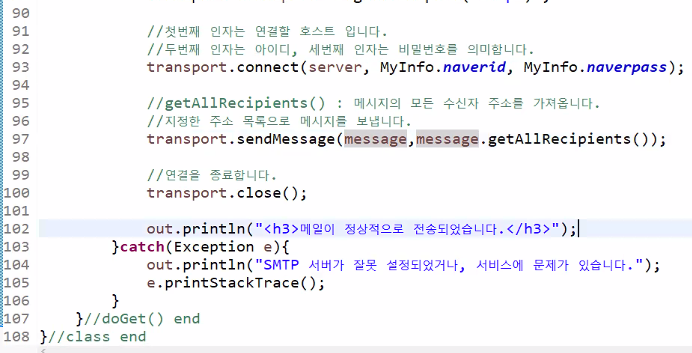 90
91 //첫번째 인자는 연결할 호스트 입니다.
92 //두번째 인자는 아이디, 세번째 인자는 비밀번호를 의미합니다.
93 transport.connect(server, MyInfo.naverid, MyInfo.naverpass);
94
95 //getAllRecipients() : 메시지의 모든 수신자 주소를 가져옵니다.
96 //지정한 주소 목록으로 메시지를 보냅니다.
97 transport.sendMessage(message,message.getAllRecipients());
98
99 //연결을 종료합니다.
100 transport.close();
101
102 out.println("<h3>메일이 정상적으로 전송되었습니다.</h3>");
103 }catch(Exception e){
104 out.println("SMTP 서버가 잘못 설정되었거나, 서비스에 문제가 있습니다.");
105 e.printStackTrace();
106 }
107 }//doGet() end
108 }//class end